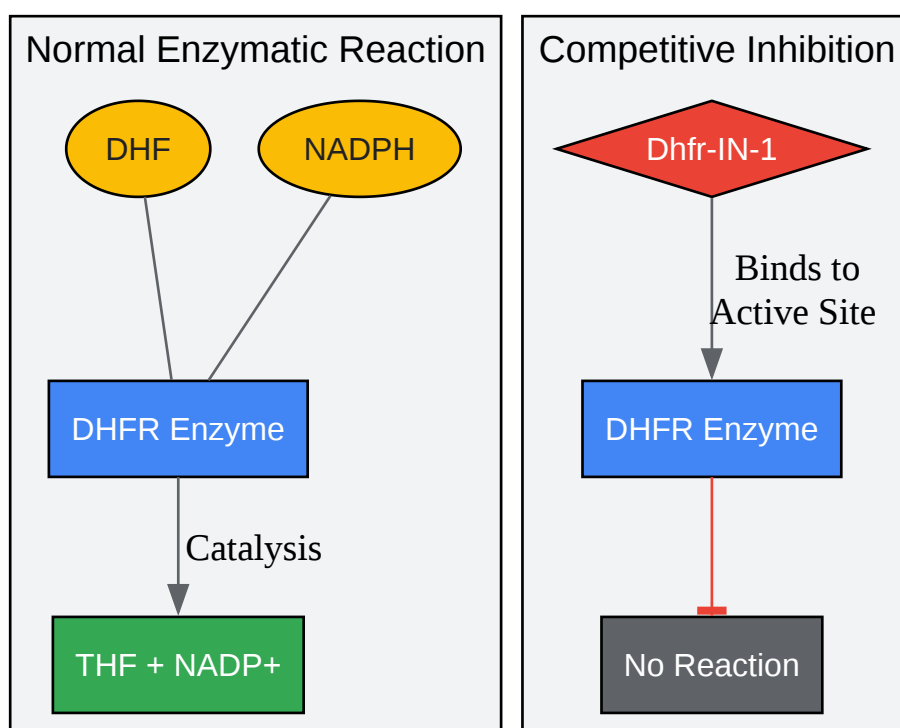 Normal Enzymatic Reaction
DHF
NADPH
DHFR Enzyme
Catalysis
THF + NADP+
Competitive Inhibition
Dhfr-IN-1
Binds to
Active Site
DHFR Enzyme
No Reaction